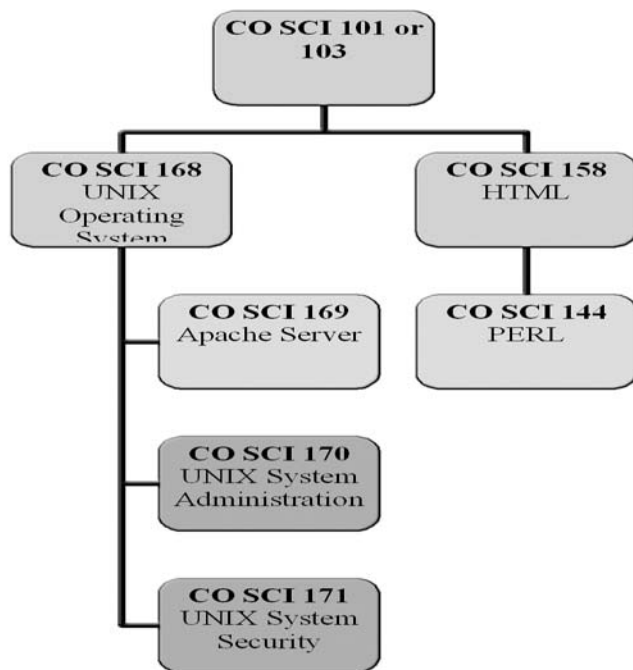 CO SCI 101 or
103
CO SCI 168
UNIX
Operating
System
CO SCI 158
HTML
CO SCI 169
Apache Server
CO SCI 144
PERL
CO SCI 170
UNIX System
Administration
CO SCI 171
UNIX System
Security